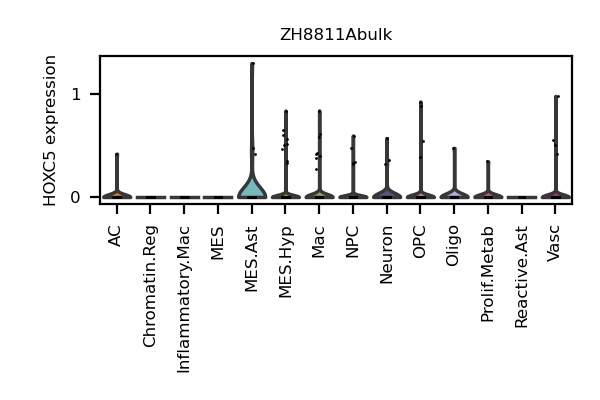 ZH8811Abulk
HOXC5 expression
1
0
AC
Chromatin.Reg
Inflammatory.Mac
MES
MES.Ast
MES.Hyp
Mac
NPC
Neuron
OPC
Oligo
Prolif.Metab
Reactive.Ast
Vasc